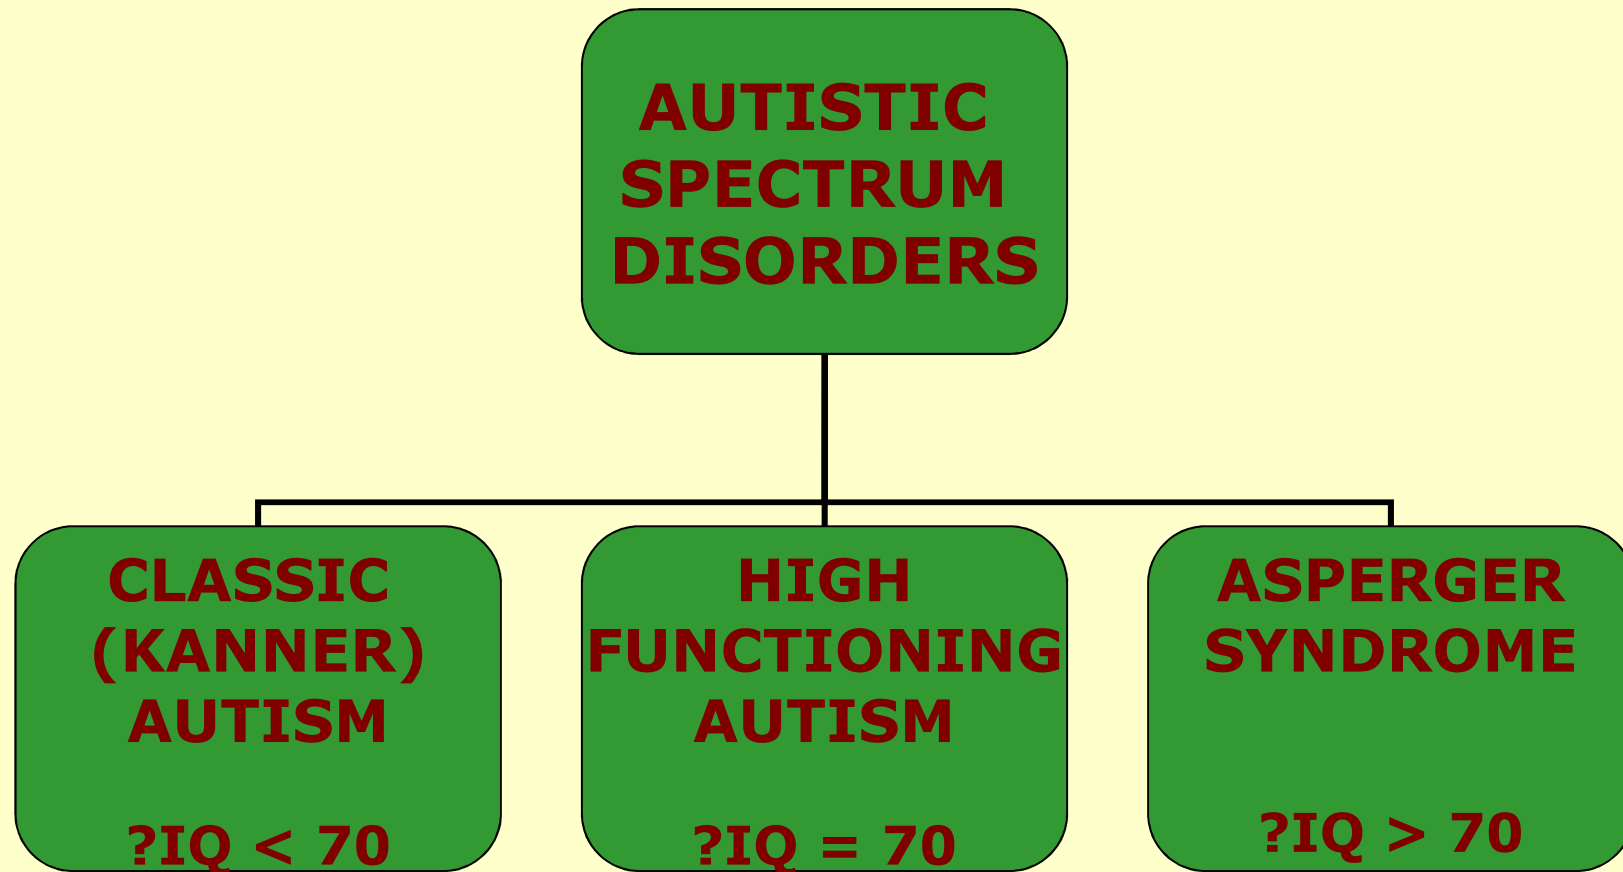 AUTISTIC
SPECTRUM
DISORDERS
CLASSIC
(KANNER)
AUTISM
?IQ < 70
HIGH
FUNCTIONING
AUTISM
?IQ = 70
ASPERGER
SYNDROME
?IQ > 70